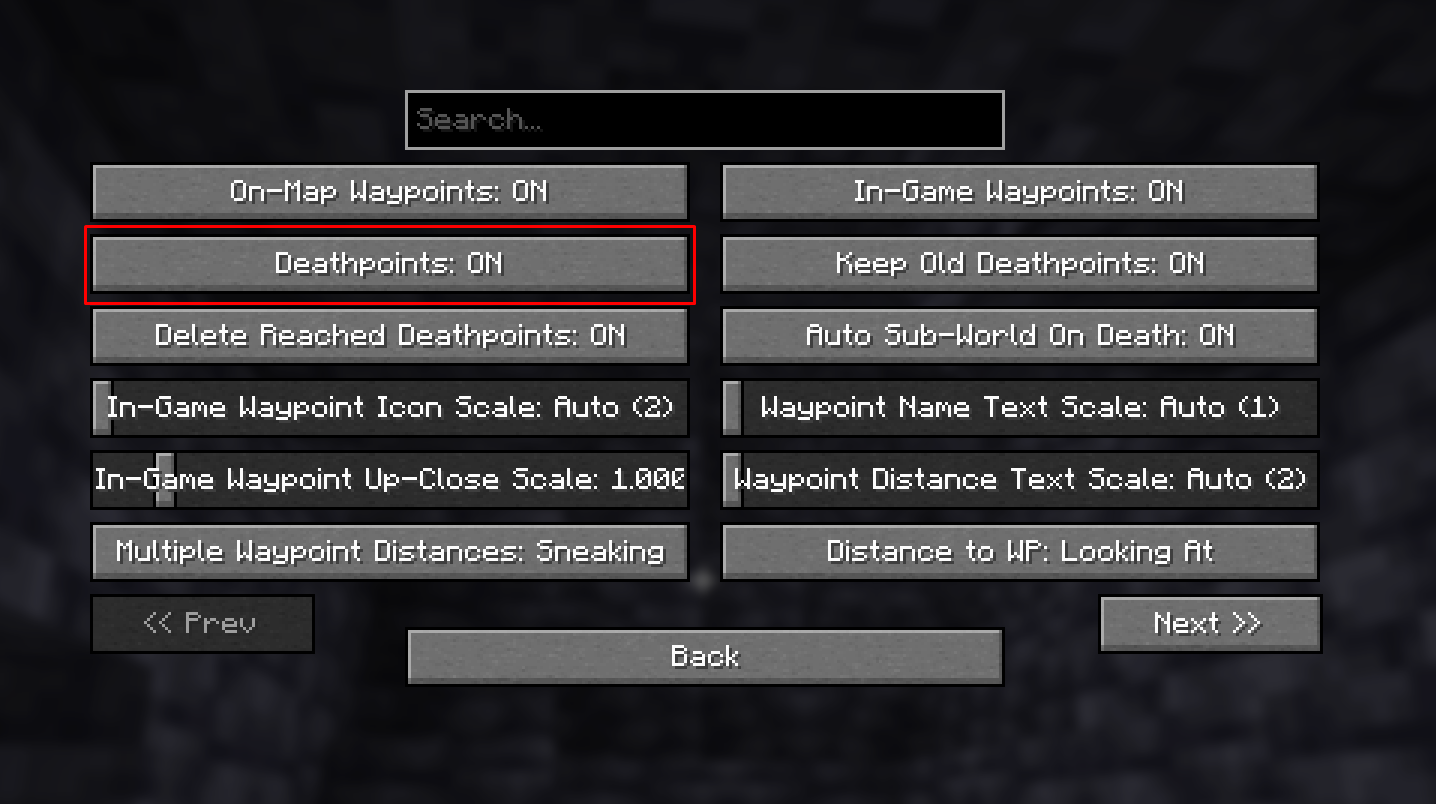 Search...
On-Map Waypoints: ON
In-Game Waypoints: ON
Deathpoints: ON
Keep Old Deathpoints: ON
Delete Reached Deathpoints: ON
Auto Sub-World On Death: ON
In-Game Waypoint Icon Scale: Auto (2)
Waypoint Name Text Scale: Auto (1)
In-Game Waypoint Up-Close Scale: 1.000
Waypoint Distance Text Scale: Auto (2)
Multiple Waypoint Distances: Sneaking
Distance to WP: Looking At
<< Prev
Next >>
Back